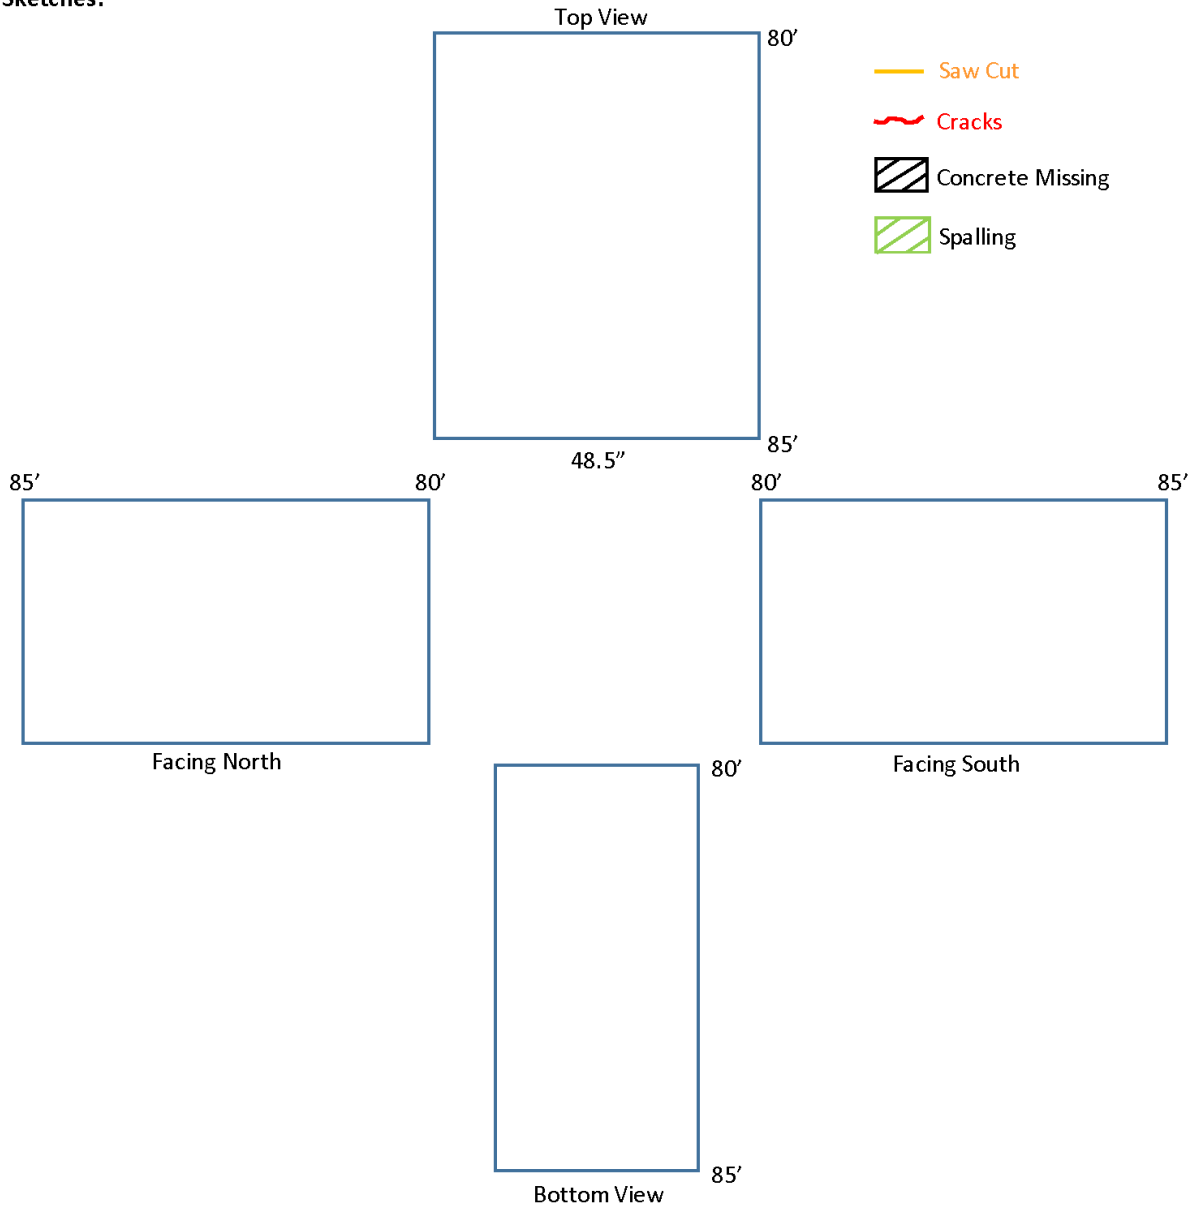 Sketches:
Top View
80’
Saw Cut
Cracks
Concrete Missing
Spalling
85’
48.5”
85’
80’
80’
85’
Facing North
Facing South
80’
85’
Bottom View